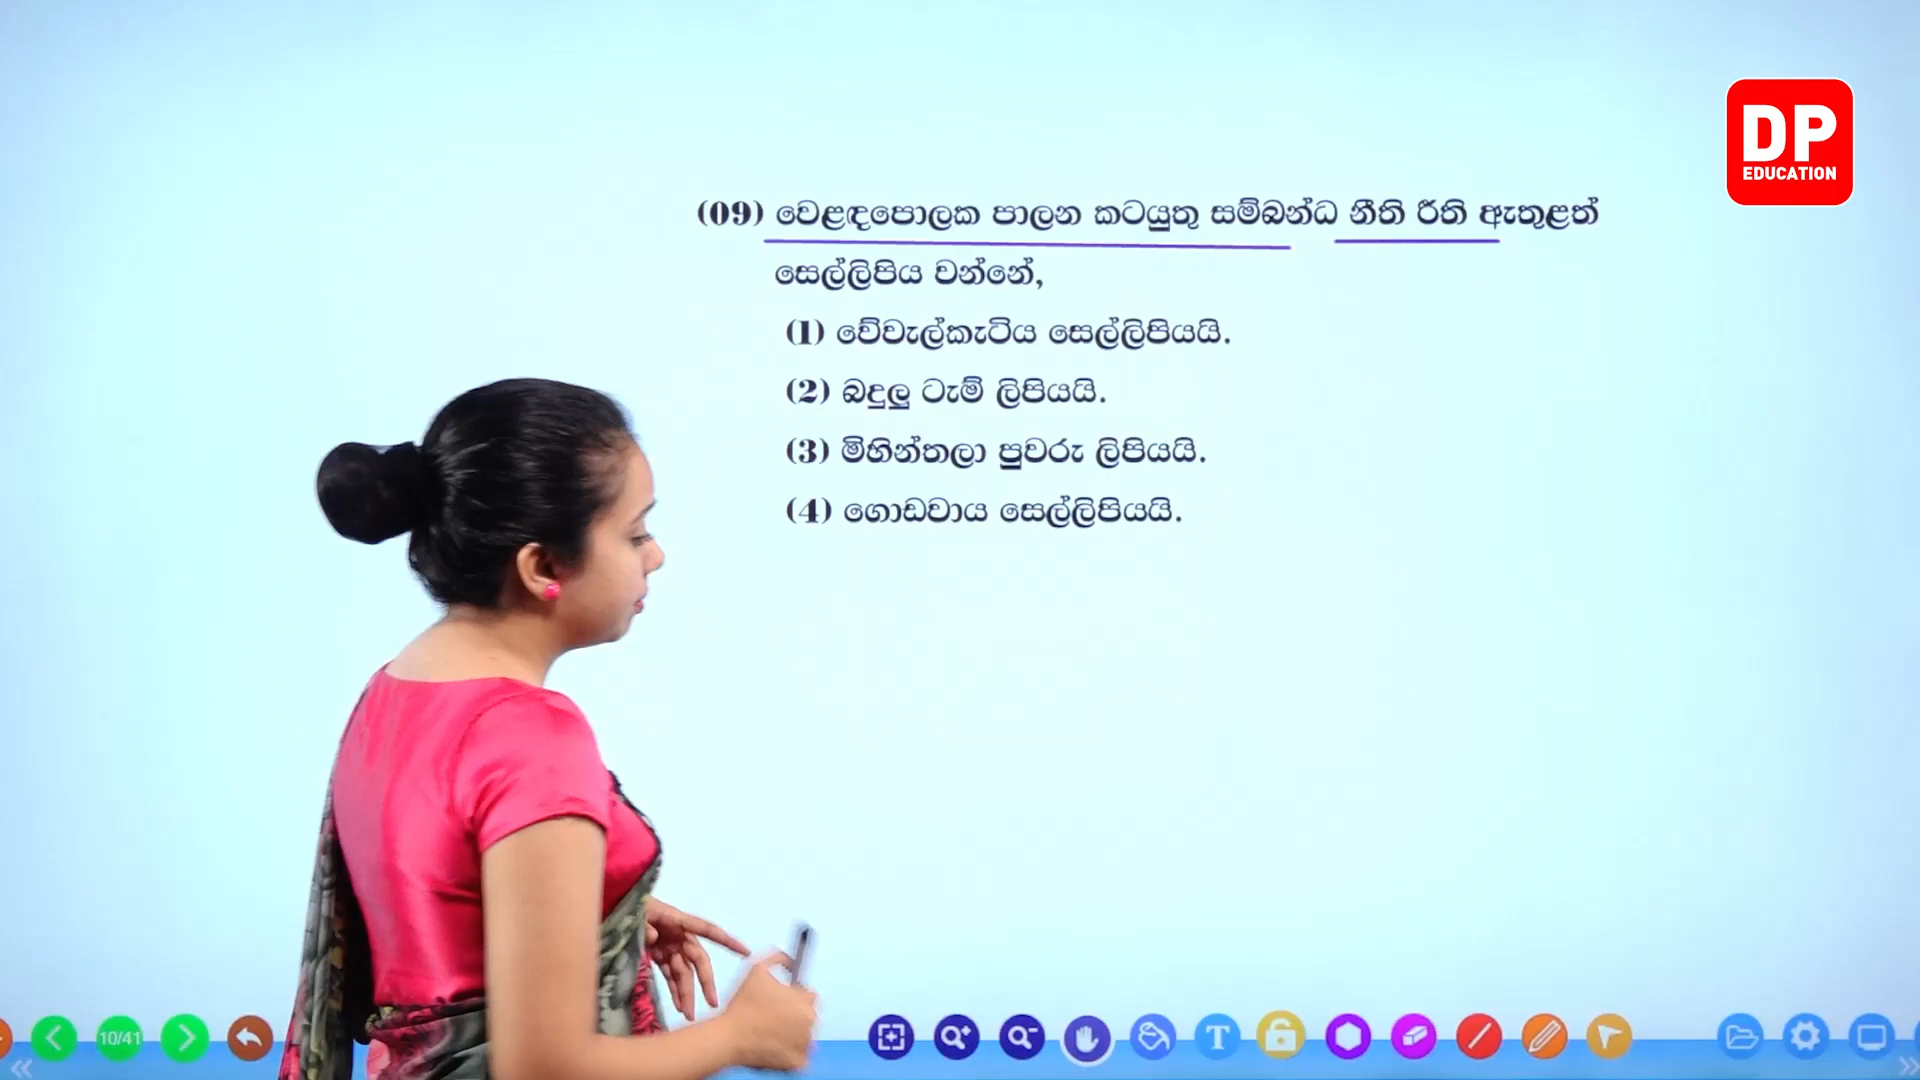 DP
EDUCATION
(09) වෙළඳපොලක පාලන කටයුතු සම්බන්ධ නීති රීති ඇතුළත්
සෙල්ලිපිය වන්නේ,
(1) වේවැල්කැටිය සෙල්ලිපියයි.
(2) බදුලු ටැම් ලිපියයි.
(3) මිහින්තලා පුවරු ලිපියයි.
(4) ගොඩවාය සෙල්ලිපියයි.
10/41
T